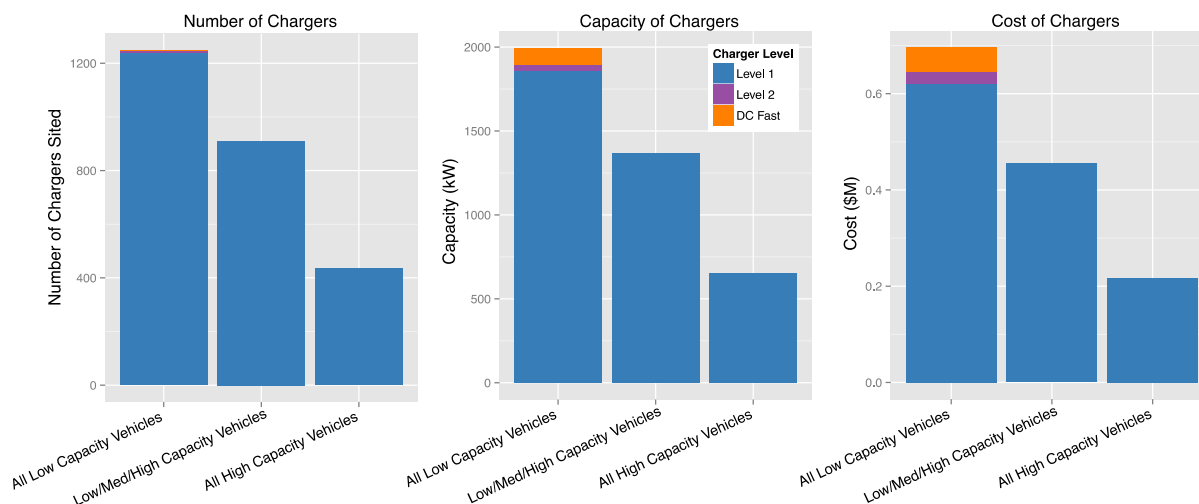 Number of Chargers
Number of Chargers Sited
1200
800
400
0
All Low Capacity Vehicles
Low/Med/High Capacity Vehicles
All High Capacity Vehicles
Capacity of Chargers
Capacity (kW)
2000
1500
1000
500
0
Charger Level
Level 1
Level 2
DC Fast
All Low Capacity Vehicles
Low/Med/High Capacity Vehicles
All High Capacity Vehicles
Cost of Chargers
Cost ($M)
0.6
0.4
0.2
0.0
All Low Capacity Vehicles
Low/Med/High Capacity Vehicles
All High Capacity Vehicles